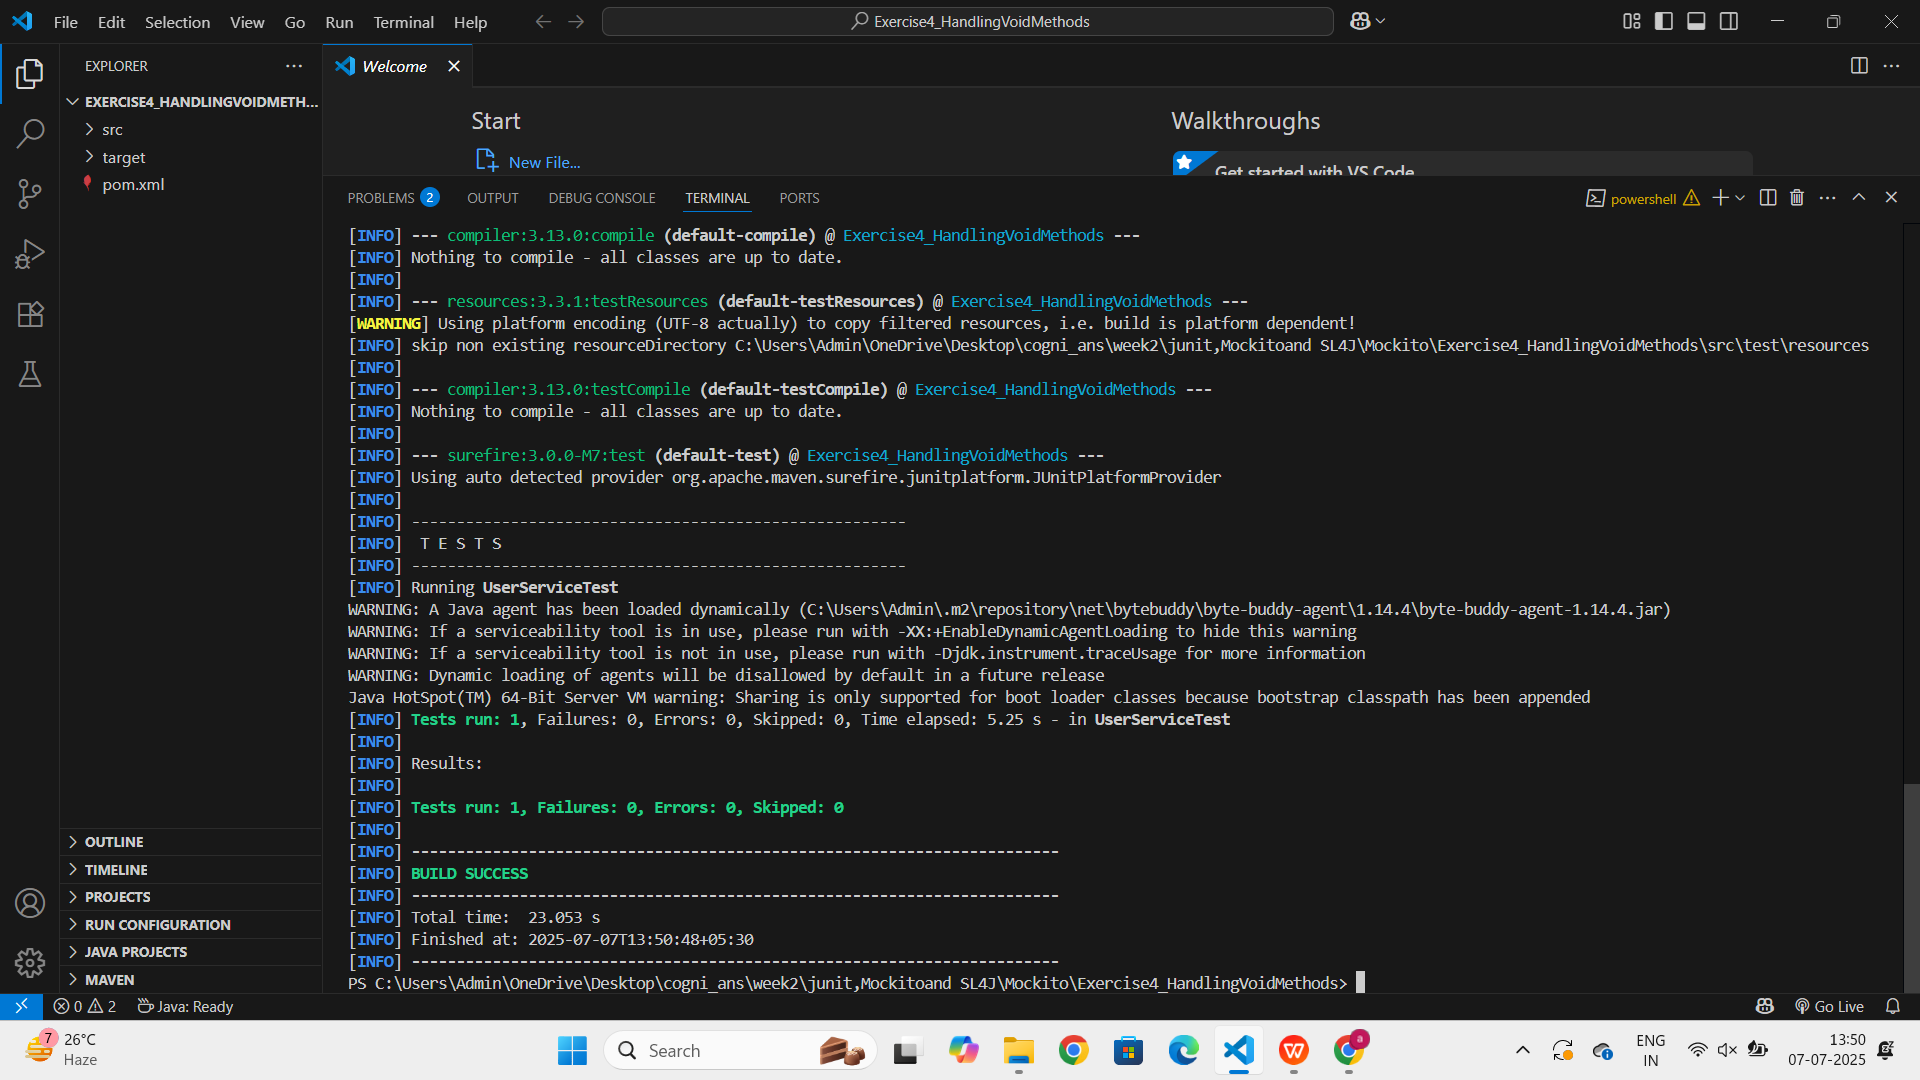 File Edit Selection View Go Run Terminal Help
Exercise4_HandlingVoidMethods
EXPLORER
EXERCISE4_HANDLINGVOIDMETH...
src
target
pom.xml
OUTLINE
TIMELINE
PROJECTS
RUN CONFIGURATION
JAVA PROJECTS
MAVEN
Welcome
Start
New File...
Walkthroughs
Get started with VS Code
PROBLEMS 2 OUTPUT DEBUG CONSOLE TERMINAL PORTS
powershell
[INFO] --- compiler:3.13.0:compile (default-compile) @ Exercise4_HandlingVoidMethods ---
[INFO] Nothing to compile - all classes are up to date.
[INFO]
[INFO] --- resources:3.3.1:testResources (default-testResources) @ Exercise4_HandlingVoidMethods ---
[WARNING] Using platform encoding (UTF-8 actually) to copy filtered resources, i.e. build is platform dependent!
[INFO] skip non existing resourceDirectory C:\Users\Admin\OneDrive\Desktop\cogni_ans\week2\junit,Mockitoand SL4J\Mockito\Exercise4_HandlingVoidMethods\src\test\resources
[INFO]
[INFO] --- compiler:3.13.0:testCompile (default-testCompile) @ Exercise4_HandlingVoidMethods ---
[INFO] Nothing to compile - all classes are up to date.
[INFO]
[INFO] --- surefire:3.0.0-M7:test (default-test) @ Exercise4_HandlingVoidMethods ---
[INFO] Using auto detected provider org.apache.maven.surefire.junitplatform.JUnitPlatformProvider
[INFO]
[INFO] -------------------------------------------------------
[INFO]  T E S T S
[INFO] -------------------------------------------------------
[INFO] Running UserServiceTest
WARNING: A Java agent has been loaded dynamically (C:\Users\Admin\.m2\repository\net\bytebuddy\byte-buddy-agent\1.14.4\byte-buddy-agent-1.14.4.jar)
WARNING: If a serviceability tool is in use, please run with -XX:+EnableDynamicAgentLoading to hide this warning
WARNING: If a serviceability tool is not in use, please run with -Djdk.instrument.traceUsage for more information
WARNING: Dynamic loading of agents will be disallowed by default in a future release
Java HotSpot(TM) 64-Bit Server VM warning: Sharing is only supported for boot loader classes because bootstrap classpath has been appended
[INFO] Tests run: 1, Failures: 0, Errors: 0, Skipped: 0, Time elapsed: 5.25 s - in UserServiceTest
[INFO]
[INFO] Results:
[INFO]
[INFO] Tests run: 1, Failures: 0, Errors: 0, Skipped: 0
[INFO]
[INFO] ------------------------------------------------------------------------
[INFO] BUILD SUCCESS
[INFO] ------------------------------------------------------------------------
[INFO] Total time:  23.053 s
[INFO] Finished at: 2025-07-07T13:50:48+05:30
[INFO] ------------------------------------------------------------------------
PS C:\Users\Admin\OneDrive\Desktop\cogni_ans\week2\junit,Mockitoand SL4J\Mockito\Exercise4_HandlingVoidMethods>
0 2 Java: Ready
Go Live
7
26°C
Haze
Search
W
a
ENG
IN
13:50
07-07-2025